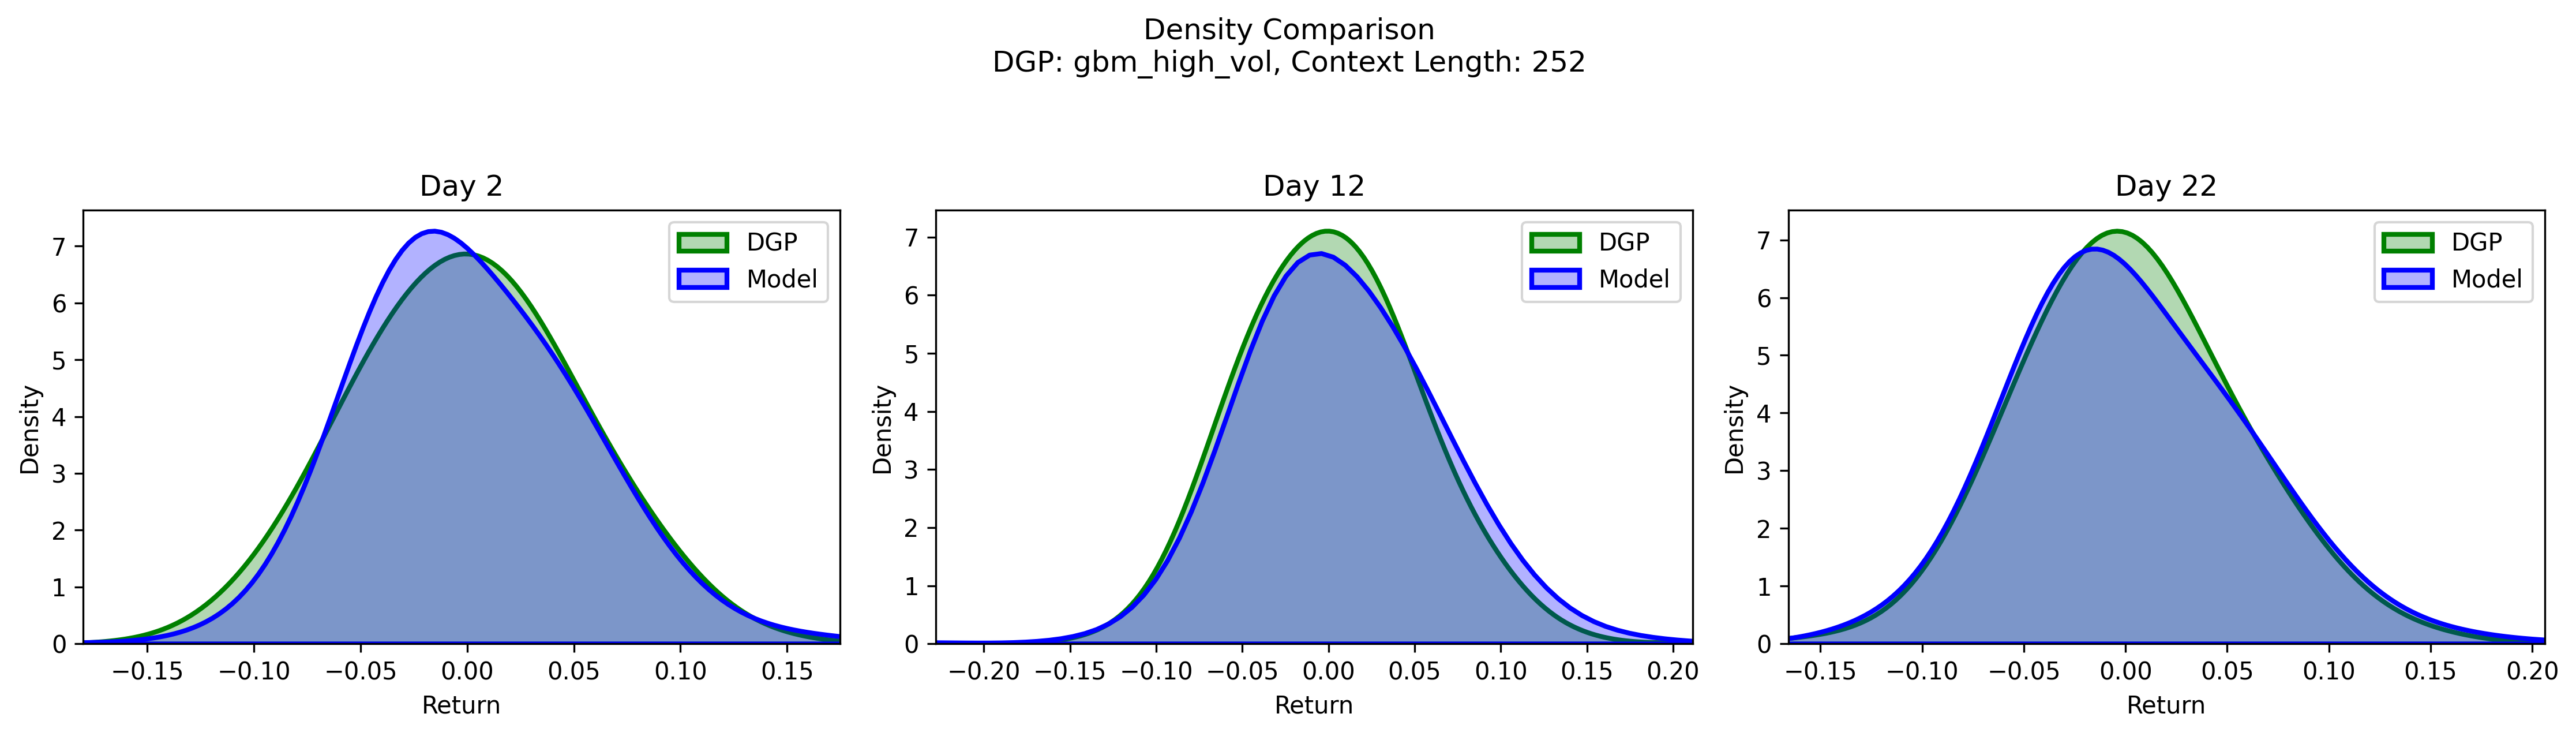 Density Comparison
DGP: gbm_high_vol, Context Length: 252
Day 2
Density
7
6
5
4
3
2
1
0
DGP
Model
−0.15 −0.10 −0.05 0.00 0.05 0.10 0.15
Return
Day 12
Density
7
6
5
4
3
2
1
0
DGP
Model
−0.20 −0.15 −0.10 −0.05 0.00 0.05 0.10 0.15 0.20
Return
Day 22
Density
7
6
5
4
3
2
1
0
DGP
Model
−0.15 −0.10 −0.05 0.00 0.05 0.10 0.15 0.20
Return